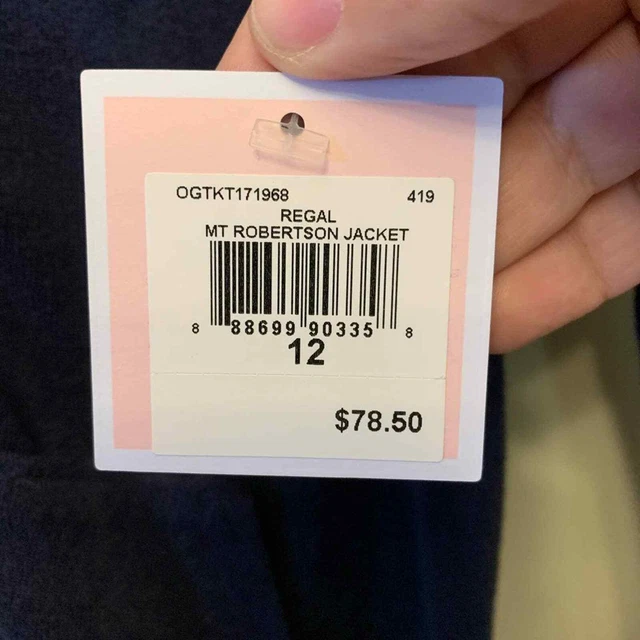 OGTKT171968 419
REGAL
MT ROBERTSON JACKET
8 88699 90335 8
12
$78.50